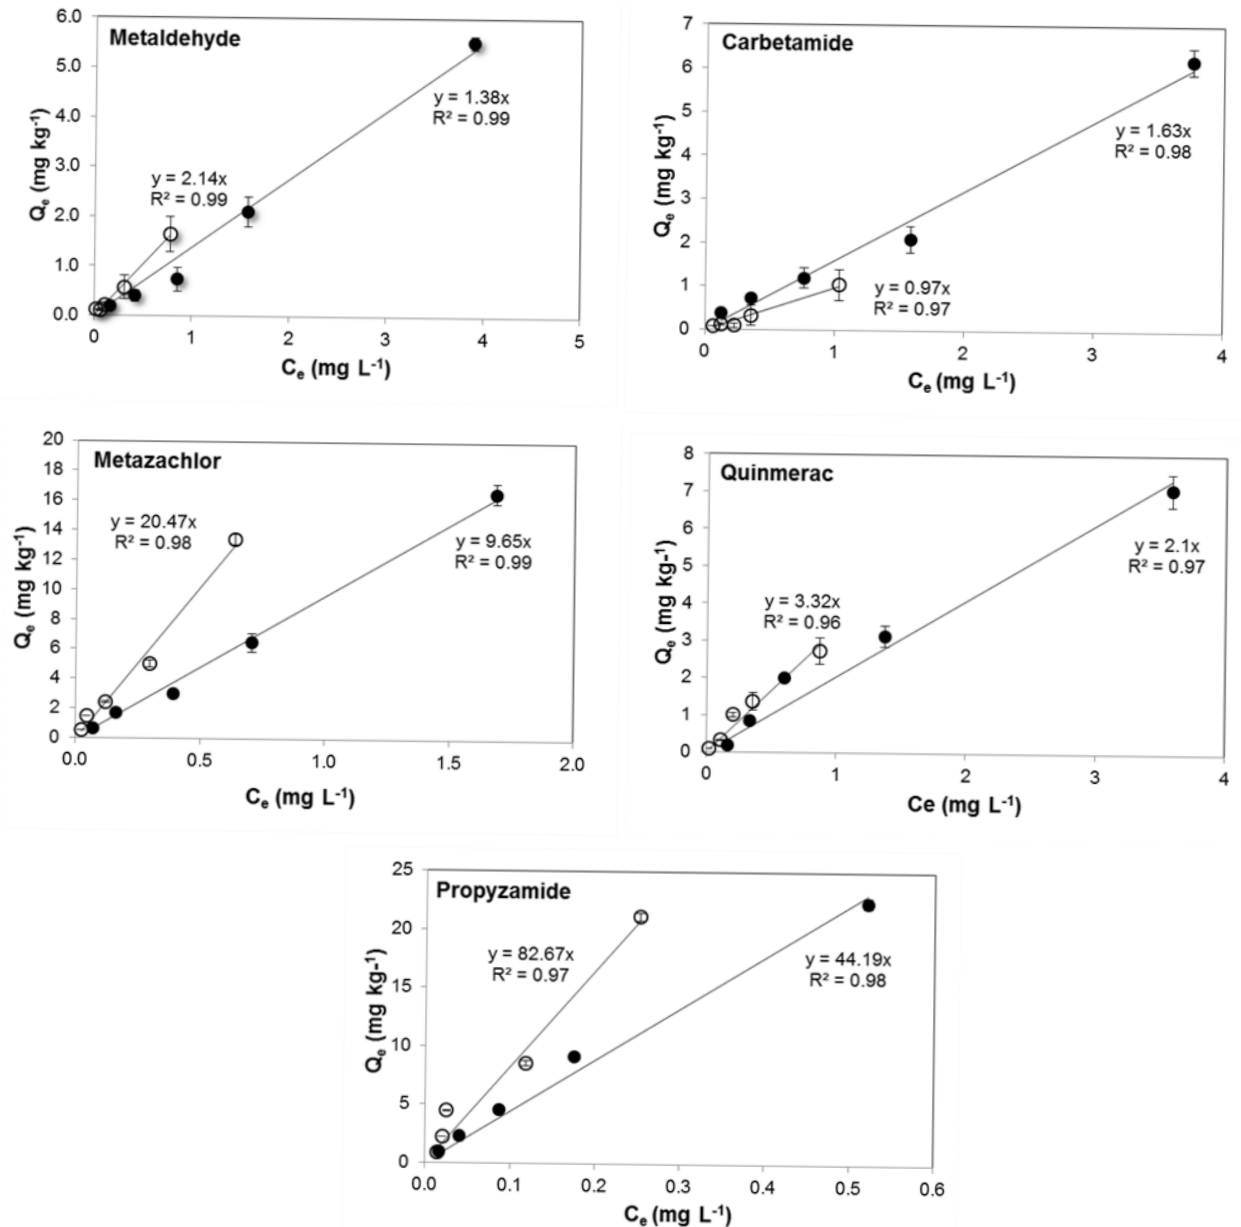 Metaldehyde
6.0
5.0
4.0
3.0
2.0
1.0
0.0
Qₑ (mg kg⁻¹)
y = 1.38x
R² = 0.99
y = 2.14x
R² = 0.99
0 1 2 3 4 5
Cₑ (mg L⁻¹)
Carbetamide
7
6
5
4
3
2
1
0
Qₑ (mg kg⁻¹)
y = 1.63x
R² = 0.98
y = 0.97x
R² = 0.97
0 1 2 3 4
Cₑ (mg L⁻¹)
Metazachlor
20
18
16
14
12
10
8
6
4
2
0
Qₑ (mg kg⁻¹)
y = 20.47x
R² = 0.98
y = 9.65x
R² = 0.99
0.0 0.5 1.0 1.5 2.0
Cₑ (mg L⁻¹)
Quinmerac
8
7
6
5
4
3
2
1
0
Qₑ (mg kg-¹)
y = 2.1x
R² = 0.97
y = 3.32x
R² = 0.96
0 1 2 3 4
Ce (mg L⁻¹)
Propyzamide
25
20
15
10
5
0
Qₑ (mg kg-¹)
y = 82.67x
R² = 0.97
y = 44.19x
R² = 0.98
0.0 0.1 0.2 0.3 0.4 0.5 0.6
Cₑ (mg L⁻¹)